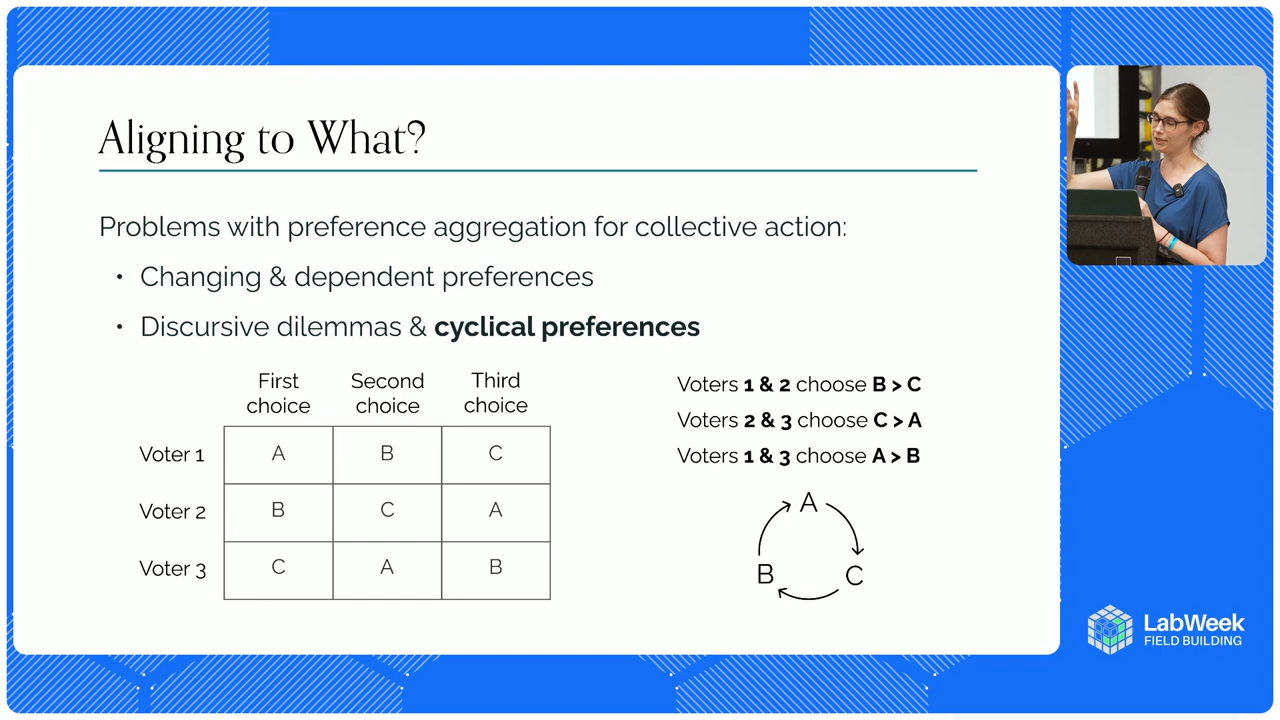 Aligning to What?
Problems with preference aggregation for collective action:
• Changing & dependent preferences
• Discursive dilemmas & cyclical preferences
First choice
Second choice
Third choice
Voter 1 A B C
Voter 2 B C A
Voter 3 C A B
Voters 1 & 2 choose B > C
Voters 2 & 3 choose C > A
Voters 1 & 3 choose A > B
A
B
C
LabWeek
FIELD BUILDING